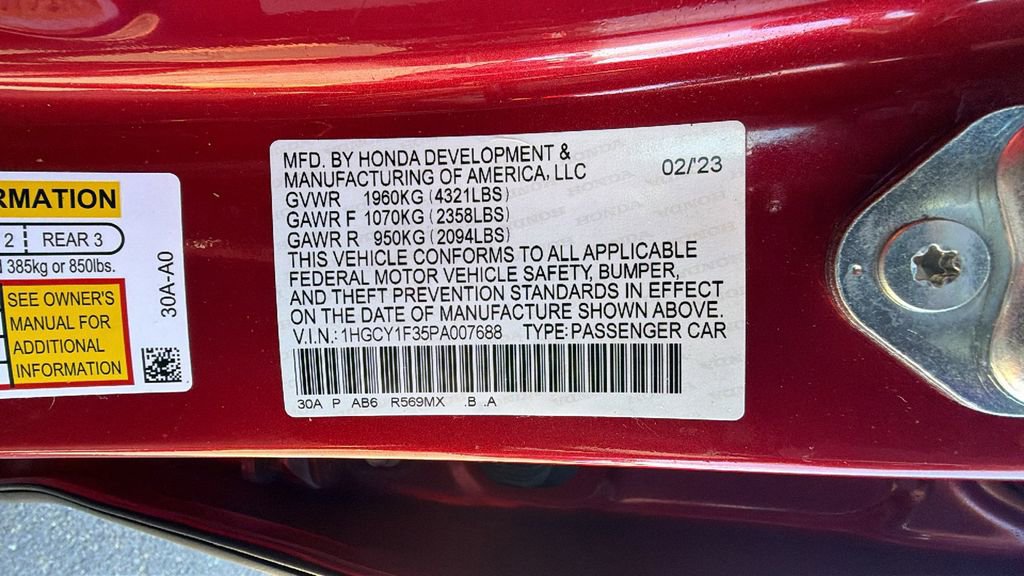 RMATION
2 REAR 3
385kg or 850lbs.
SEE OWNER'S
MANUAL FOR
ADDITIONAL
INFORMATION
30A-A0
MFD. BY HONDA DEVELOPMENT &
MANUFACTURING OF AMERICA, LLC
02/'23
GVWR 1960KG (4321LBS)
GAWR F 1070KG (2358LBS)
GAWR R 950KG (2094LBS)
THIS VEHICLE CONFORMS TO ALL APPLICABLE
FEDERAL MOTOR VEHICLE SAFETY, BUMPER,
AND THEFT PREVENTION STANDARDS IN EFFECT
ON THE DATE OF MANUFACTURE SHOWN ABOVE.
V.I.N.: 1HGCY1F35PA007688 TYPE:PASSENGER CAR
30A P AB6 R569MX .B .A